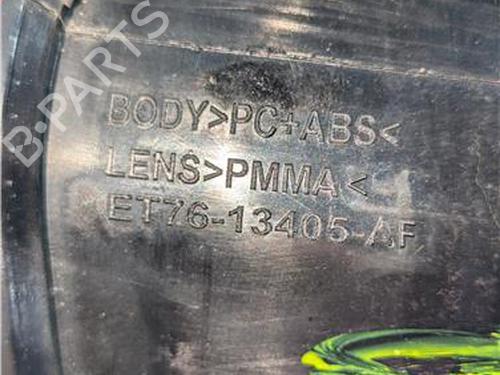 B-PARTS
BODY>PC+ABS<
LENS>PMMA<
ET76-13405-AF